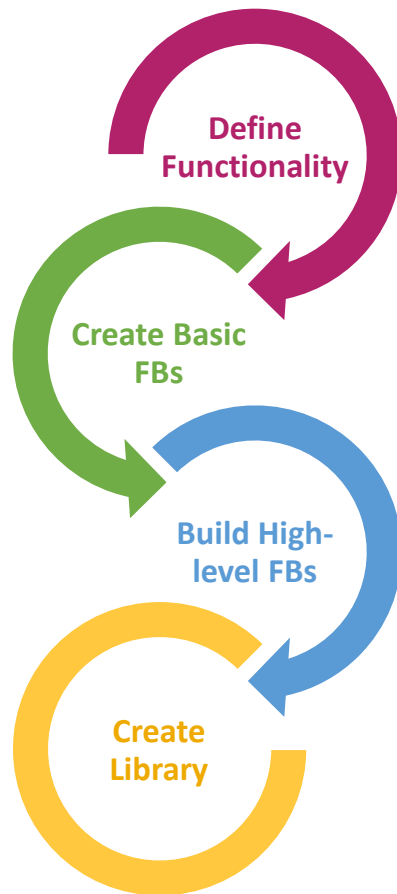 Define
Functionality
Create Basic
FBs
Build High-
level FBs
Create
Library